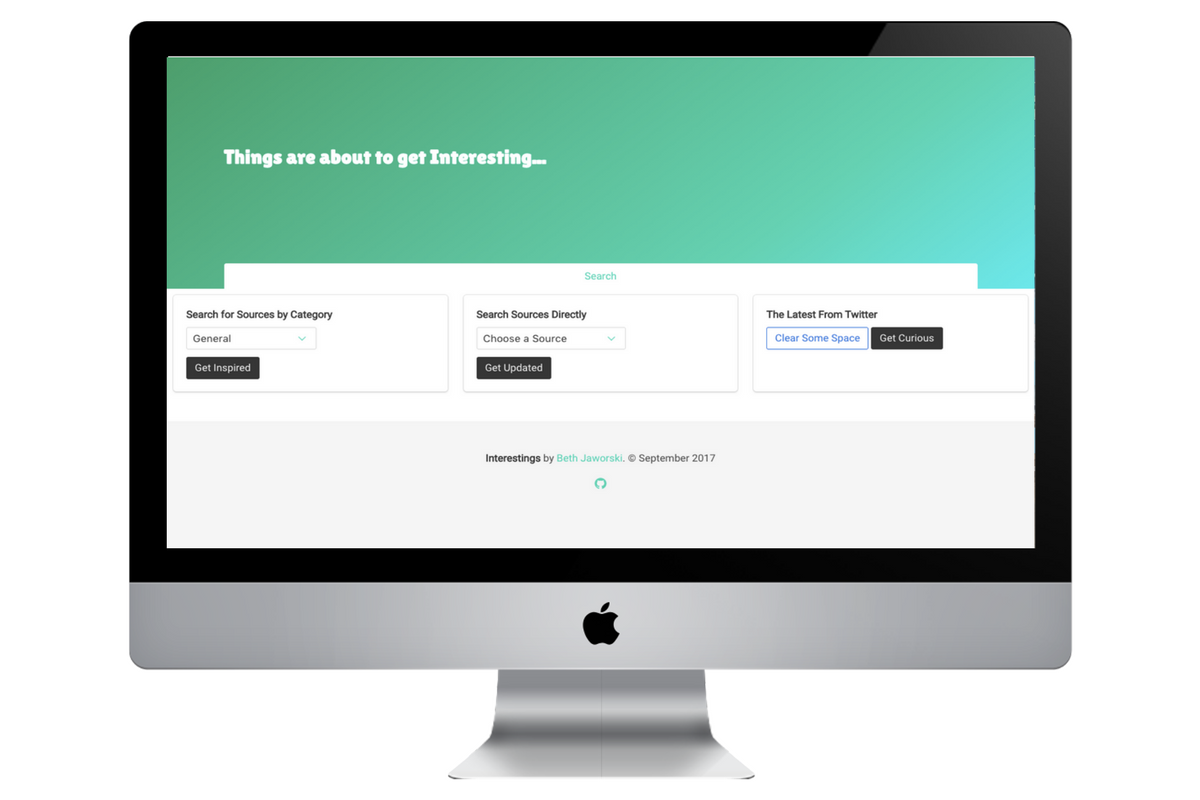 Things are about to get Interesting...
Search
Search for Sources by Category
General
Get Inspired
Search Sources Directly
Choose a Source
Get Updated
The Latest From Twitter
Clear Some Space Get Curious
Interestings by Beth Jaworski. © September 2017